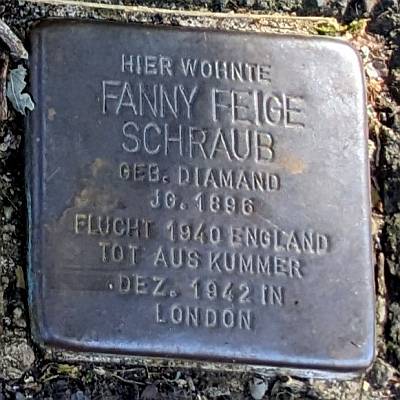 HIER WOHNTE
FANNY FEIGE
SCHRAUB
GEB. DIAMAND
JG. 1896
FLUCHT 1940 ENGLAND
TOT AUS KUMMER
DEZ. 1942 IN
LONDON